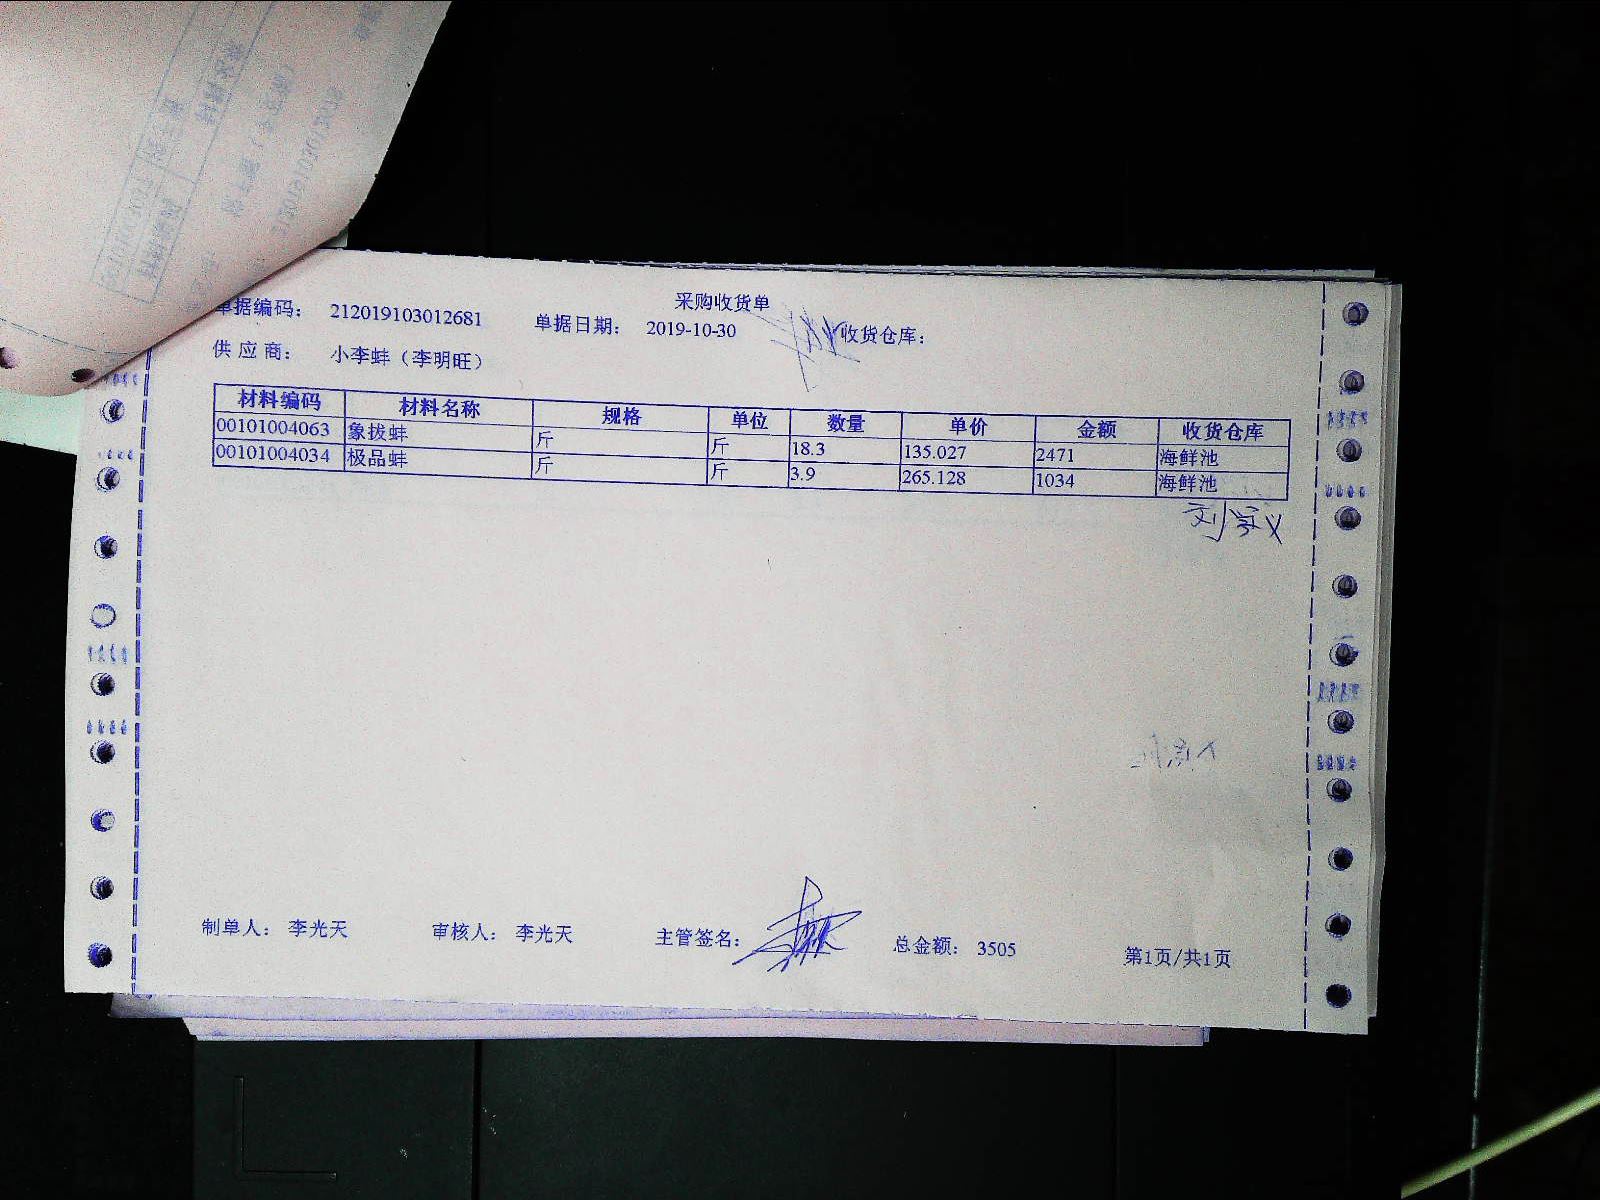 采购收货单
单据编码： 212019103012681 单据日期： 2019-10-30 收货仓库：
供 应 商： 小李蚌（李明旺）
材料编码 材料名称 规格 单位 数量 单价 金额 收货仓库
00101004063 象拔蚌 斤 斤 18.3 135.027 2471 海鲜池
00101004034 极品蚌 斤 斤 3.9 265.128 1034 海鲜池
制单人： 李光天 审核人： 李光天 主管签名： 总金额： 3505 第1页/共1页